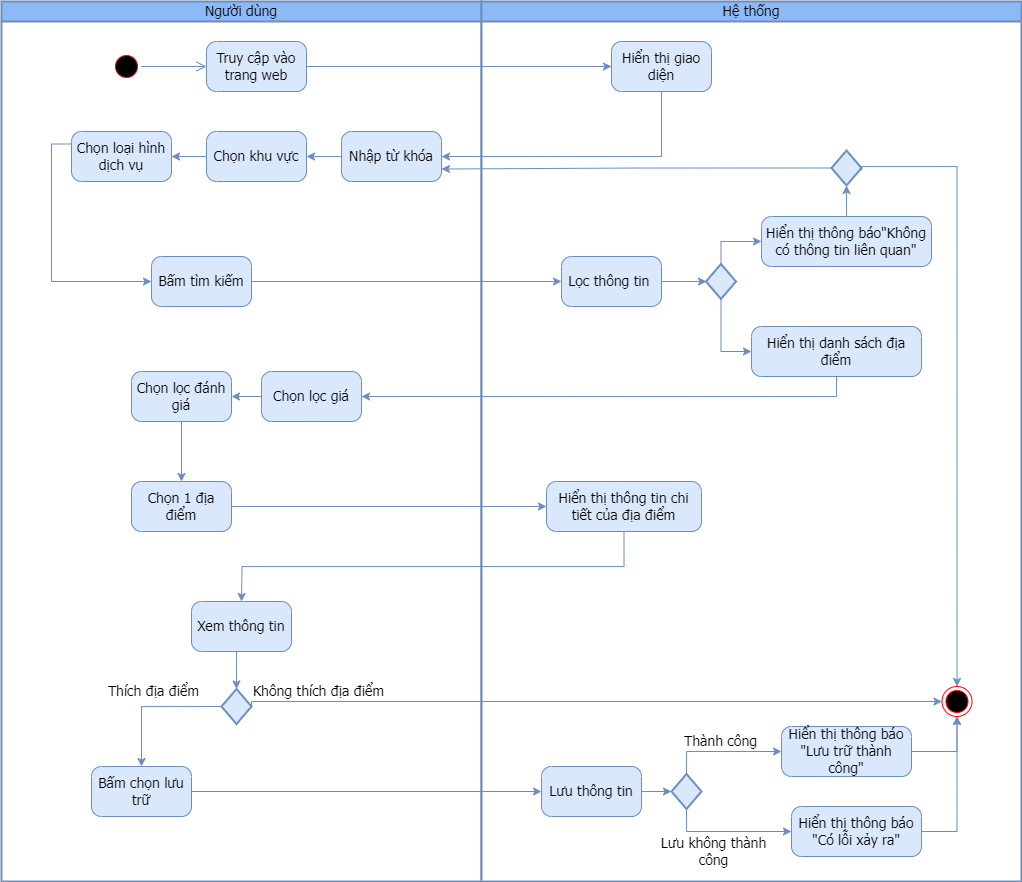 Người dùng
Hệ thống
Truy cập vào
trang web
Hiển thị giao
diện
Chọn loại hình
dịch vụ
Chọn khu vực
Nhập từ khóa
Hiển thị thông báo"Không
có thông tin liên quan"
Bấm tìm kiếm
Lọc thông tin
Hiển thị danh sách địa
điểm
Chọn lọc đánh
giá
Chọn lọc giá
Chọn 1 địa
điểm
Hiển thị thông tin chi
tiết của địa điểm
Xem thông tin
Thích địa điểm
Không thích địa điểm
Bấm chọn lưu
trữ
Lưu thông tin
Thành công
Hiển thị thông báo
"Lưu trữ thành
công"
Lưu không thành
công
Hiển thị thông báo
"Có lỗi xảy ra"